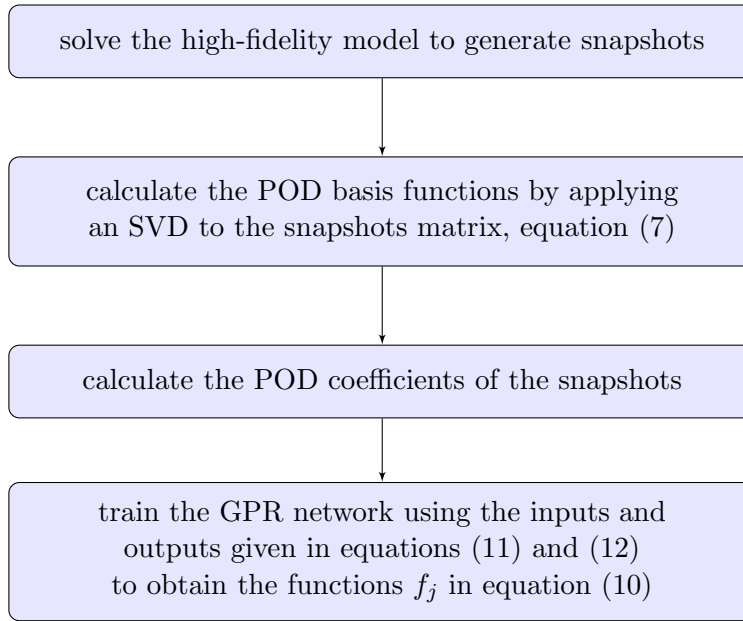 solve the high-fidelity model to generate snapshots
calculate the POD basis functions by applying
an SVD to the snapshots matrix, equation (7)
calculate the POD coefficients of the snapshots
train the GPR network using the inputs and
outputs given in equations (11) and (12)
to obtain the functions f_j in equation (10)